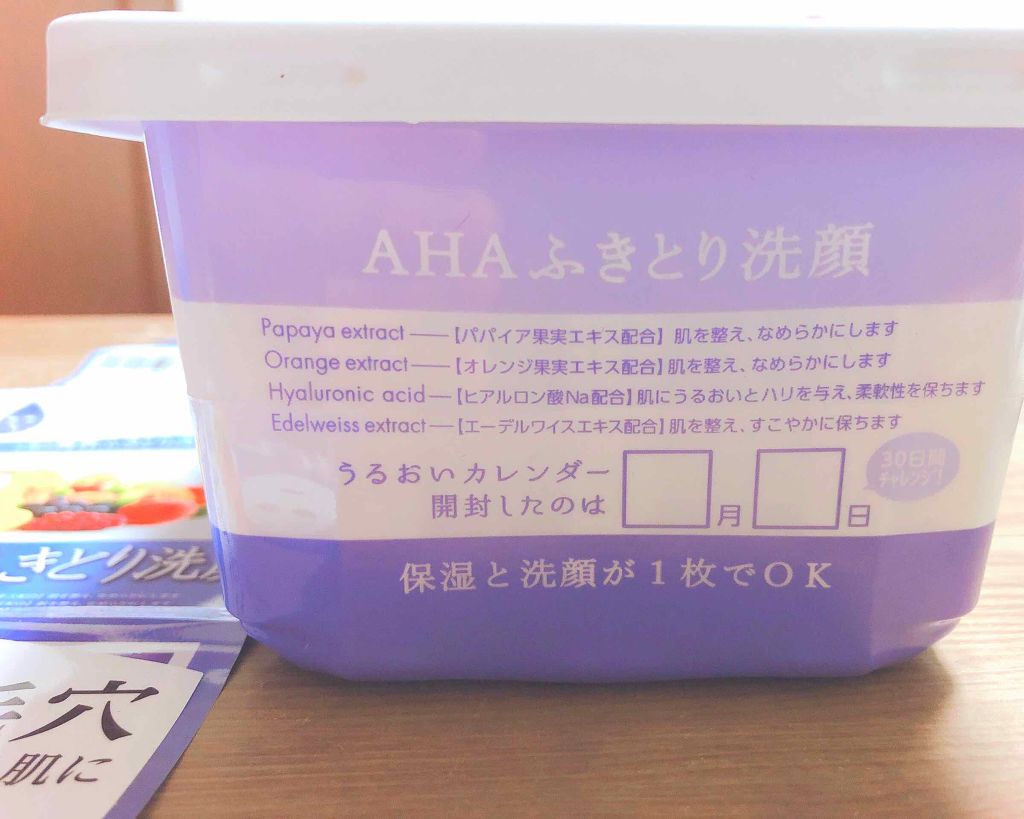 AHAふきとり洗顔
Papaya extract ―【パパイア果実エキス配合】 肌を整え、なめらかにします
Orange extract ―【オレンジ果実エキス配合】肌を整え、なめらかにします
Hyaluronic acid ―【ヒアルロン酸Na配合】肌にうるおいとハリを与え、柔軟性を保ちます
Edelweiss extract ―【エーデルワイスエキス配合】肌を整え、すこやかに保ちます
うるおいカレンダー
開封したのは 月 日
30日間
チャレンジ!
保湿と洗顔が1枚でOK
きとり洗
穴
肌に